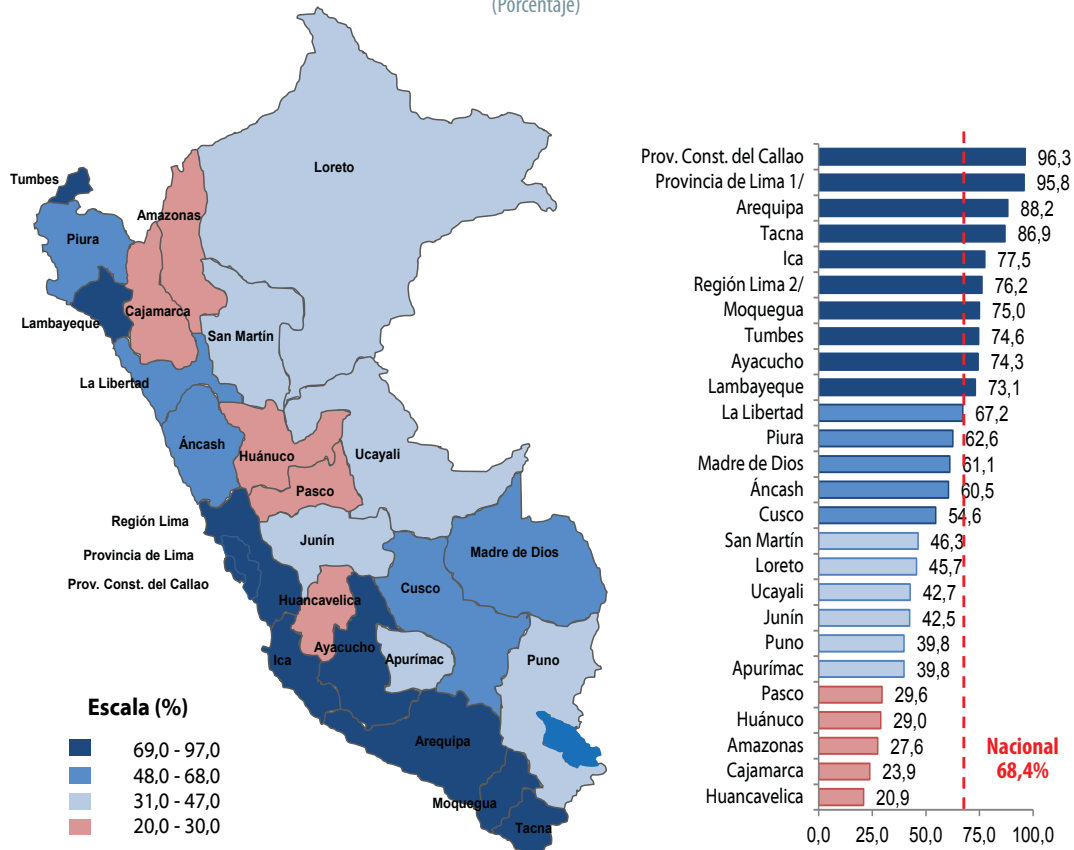 (Porcentaje)
Loreto
Tumbes
Amazonas
Piura
Cajamarca
Lambayeque
San Martín
La Libertad
Áncash
Huánuco
Ucayali
Pasco
Región Lima
Junín
Provincia de Lima
Madre de Dios
Prov. Const. del Callao
Cusco
Huancavelica
Ayacucho
Ica
Apurímac
Puno
Arequipa
Moquegua
Tacna
Escala (%)
69,0 - 97,0
48,0 - 68,0
31,0 - 47,0
20,0 - 30,0
Prov. Const. del Callao 96,3
Provincia de Lima 1/ 95,8
Arequipa 88,2
Tacna 86,9
Ica 77,5
Región Lima 2/ 76,2
Moquegua 75,0
Tumbes 74,6
Ayacucho 74,3
Lambayeque 73,1
La Libertad 67,2
Piura 62,6
Madre de Dios 61,1
Áncash 60,5
Cusco 54,6
San Martín 46,3
Loreto 45,7
Ucayali 42,7
Junín 42,5
Puno 39,8
Apurímac 39,8
Pasco 29,6
Huánuco 29,0
Amazonas 27,6
Cajamarca 23,9
Huancavelica 20,9
Nacional
68,4%
0,0 25,0 50,0 75,0 100,0